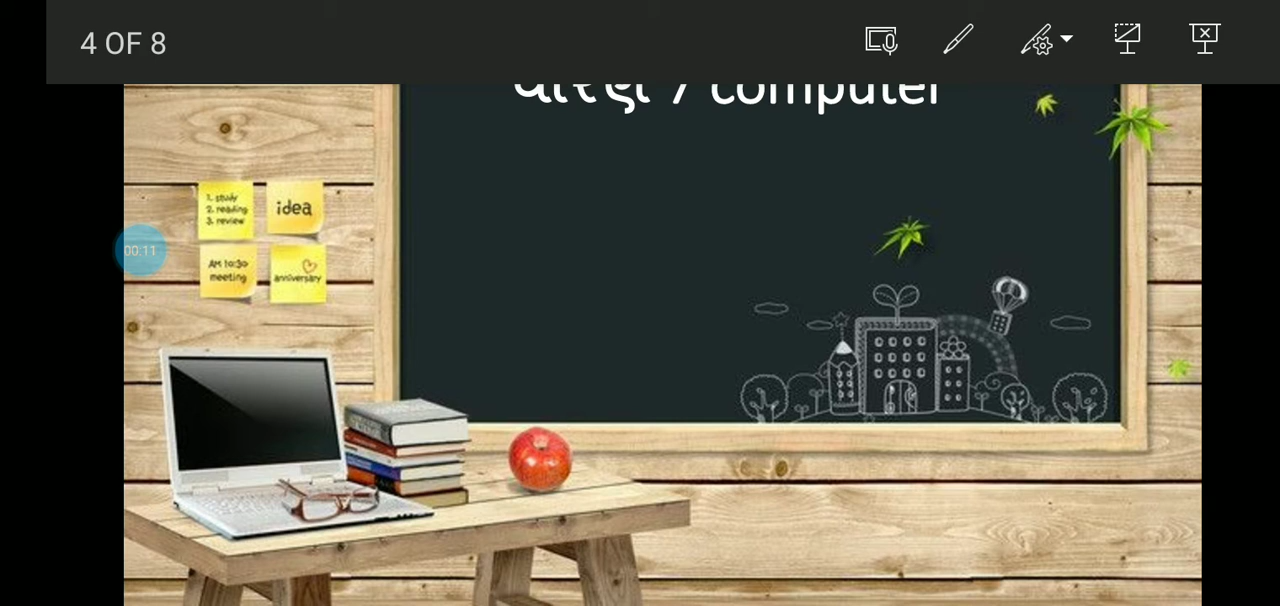 4 OF 8
/ computer
1. study
2. reading
3. review
idea
00:11
AM 10:30
meeting
anniversary